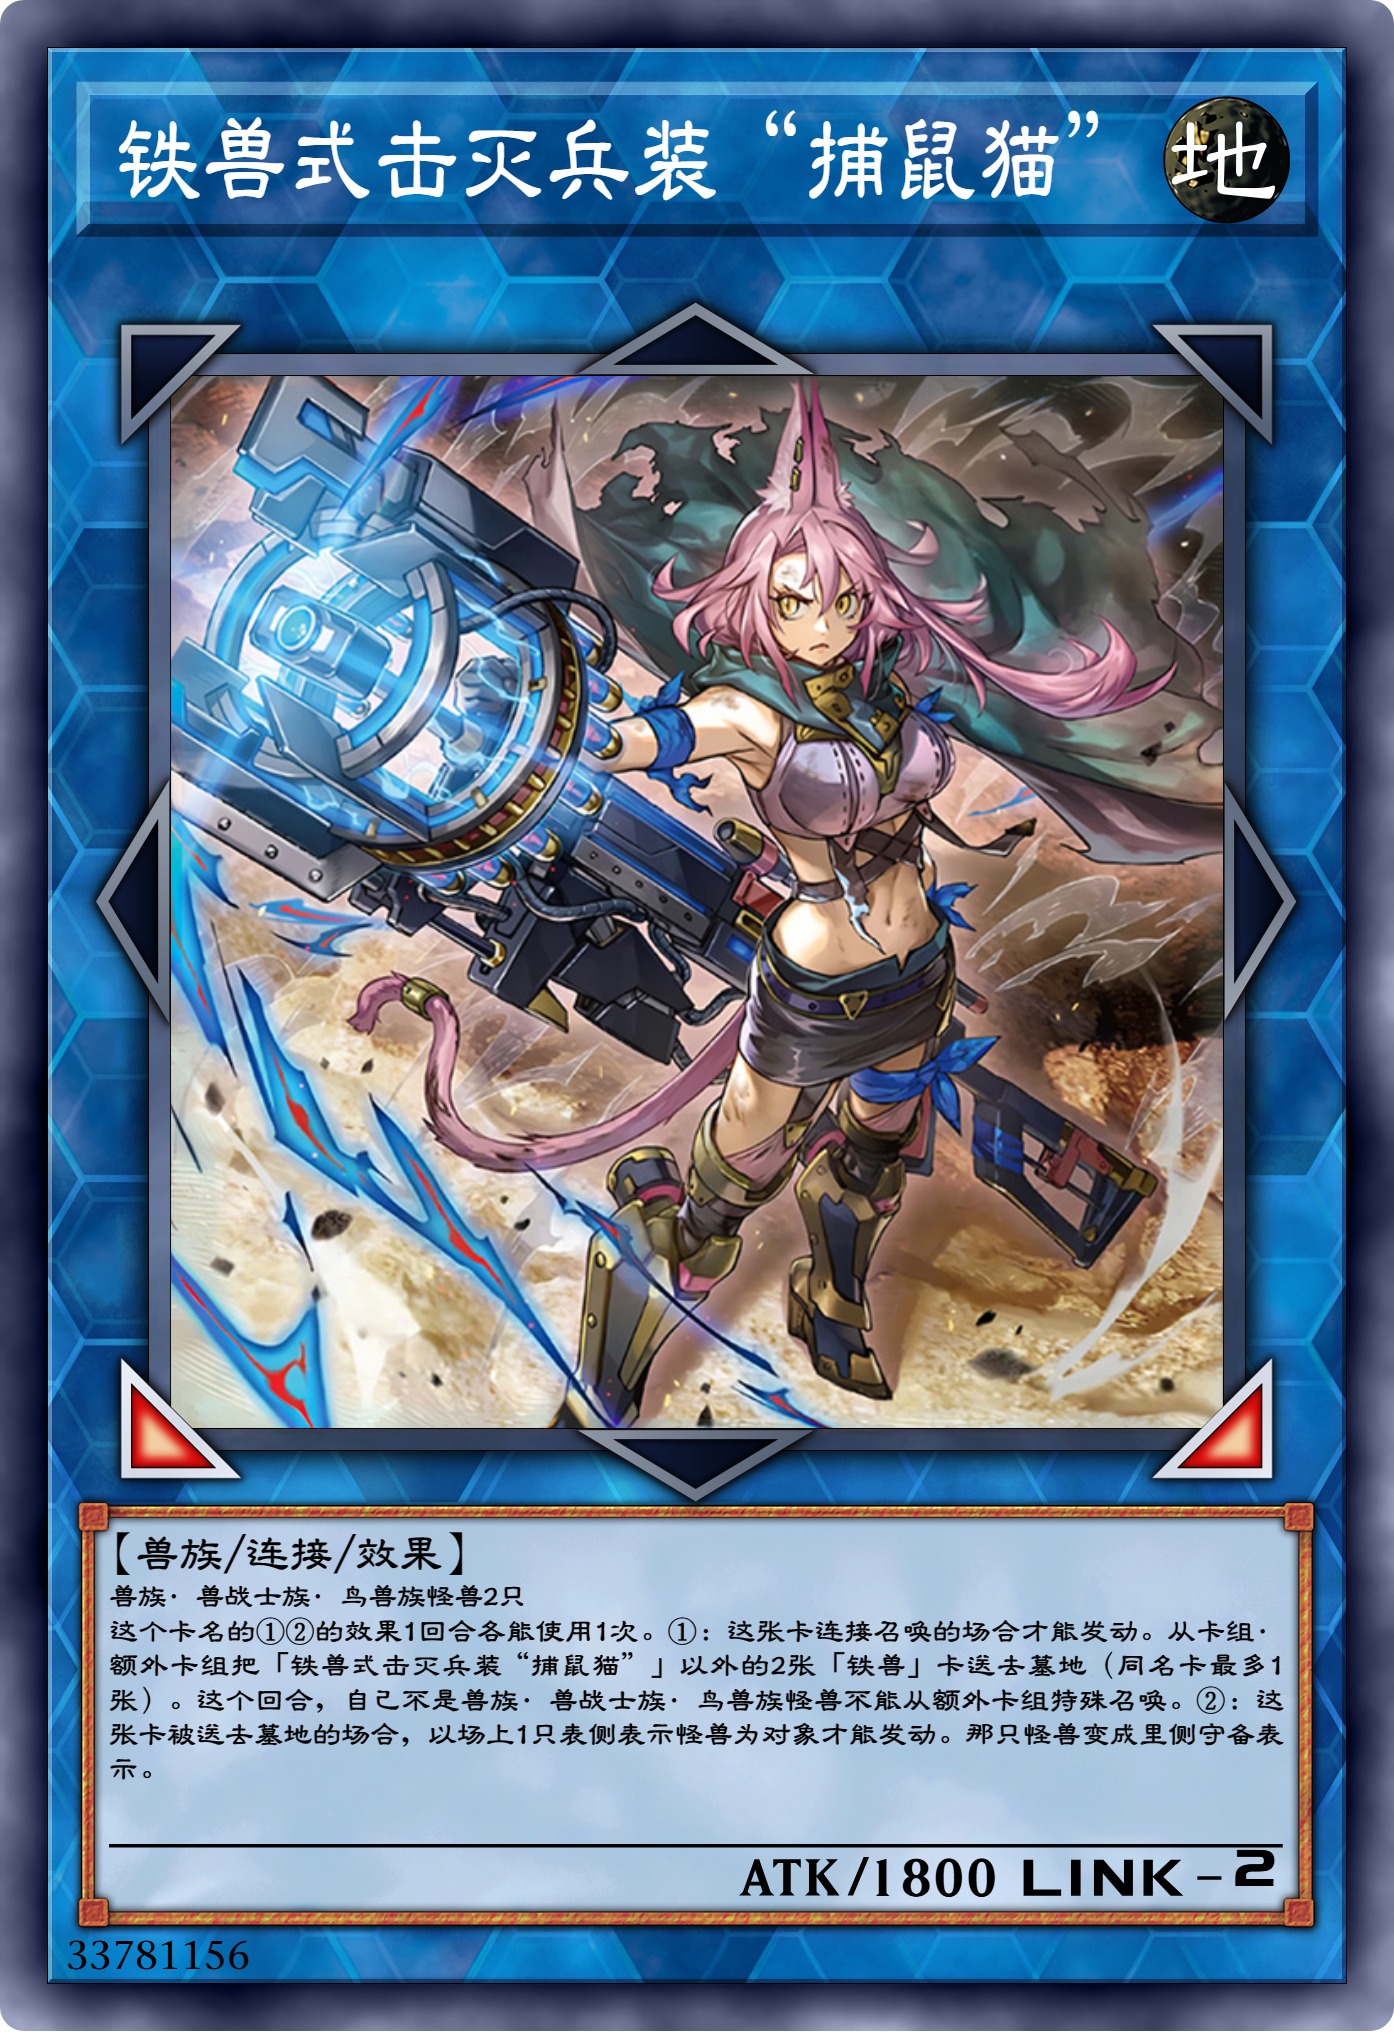 铁兽式击灭兵装“捕鼠猫”
地
【兽族/连接/效果】
兽族·兽战士族·鸟兽族怪兽2只
这个卡名的①②的效果1回合各能使用1次。①：这张卡连接召唤的场合才能发动。从卡组·
额外卡组把「铁兽式击灭兵装“捕鼠猫”」以外的2张「铁兽」卡送去墓地（同名卡最多1
张）。这个回合，自己不是兽族·兽战士族·鸟兽族怪兽不能从额外卡组特殊召唤。②：这
张卡被送去墓地的场合，以场上1只表侧表示怪兽为对象才能发动。那只怪兽变成里侧守备表
示。
ATK/1800 LINK-2
33781156